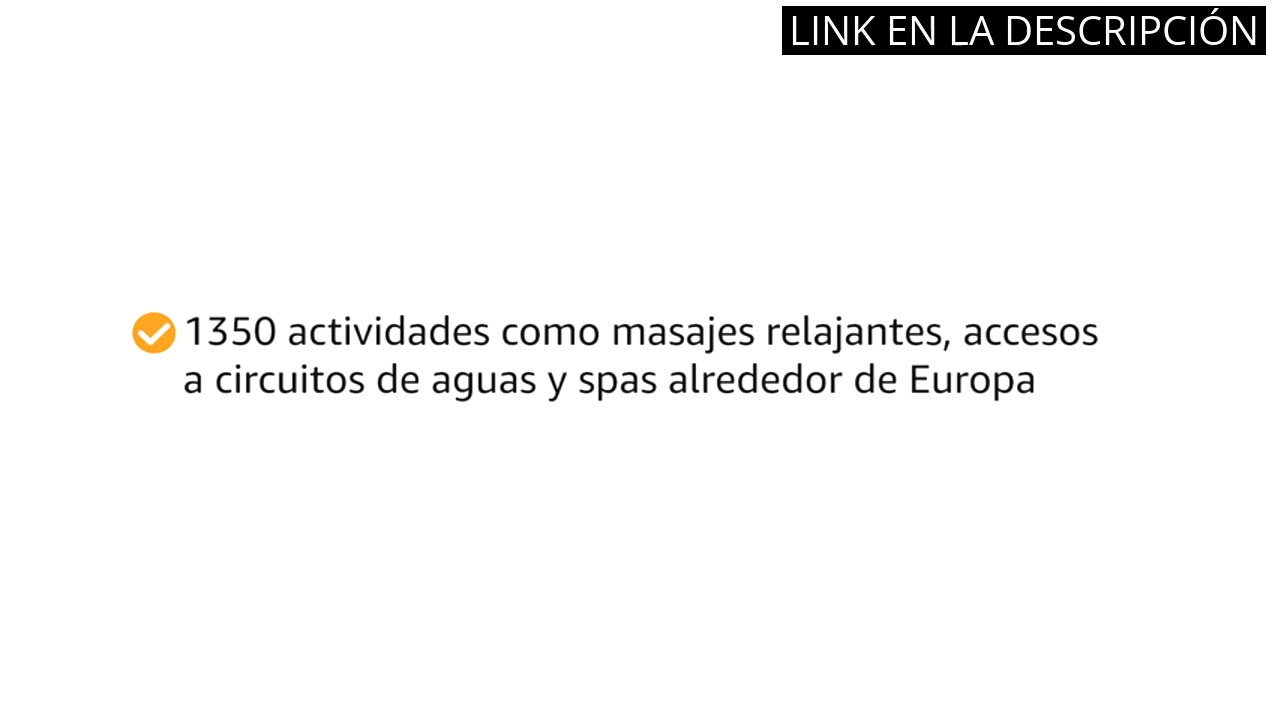 LINK EN LA DESCRIPCIÓN
1350 actividades como masajes relajantes, accesos
a circuitos de aguas y spas alrededor de Europa